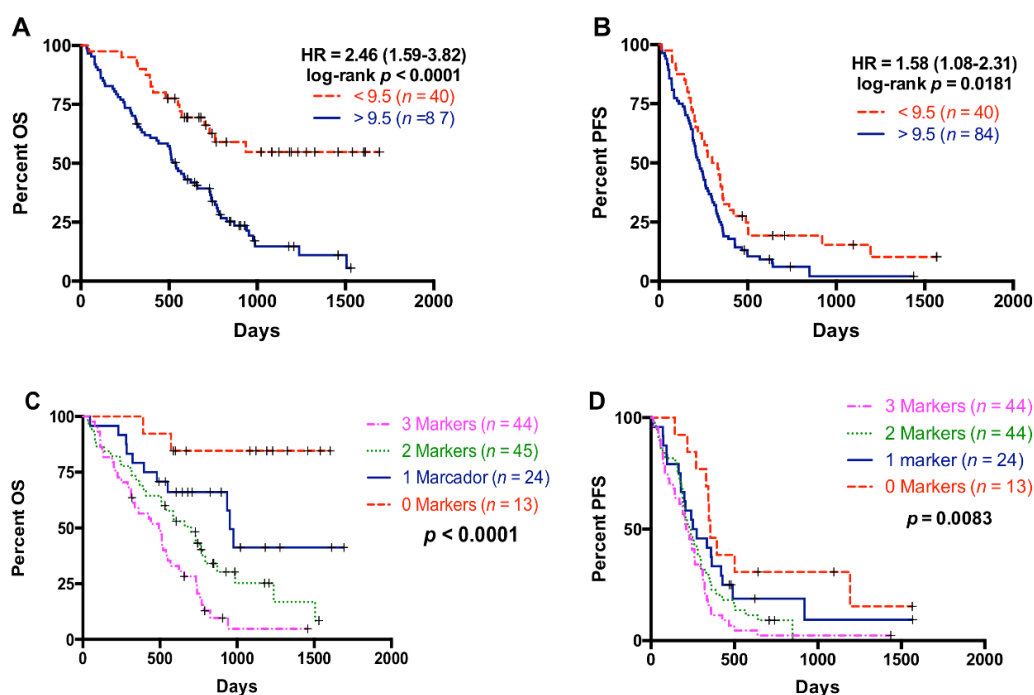 A
HR = 2.46 (1.59-3.82)
log-rank p < 0.0001
< 9.5 (n = 40)
> 9.5 (n =8 7)
Percent OS
100
75
50
25
0
0 500 1000 1500 2000
Days
B
HR = 1.58 (1.08-2.31)
log-rank p = 0.0181
< 9.5 (n = 40)
> 9.5 (n = 84)
Percent PFS
100
75
50
25
0
0 500 1000 1500 2000
Days
C
3 Markers (n = 44)
2 Markers (n = 45)
1 Marcador (n = 24)
0 Markers (n = 13)
p < 0.0001
Percent OS
100
75
50
25
0
0 500 1000 1500 2000
Days
D
3 Markers (n = 44)
2 Markers (n = 44)
1 marker (n = 24)
0 Markers (n = 13)
p = 0.0083
Percent PFS
100
50
0
0 500 1000 1500 2000
Days